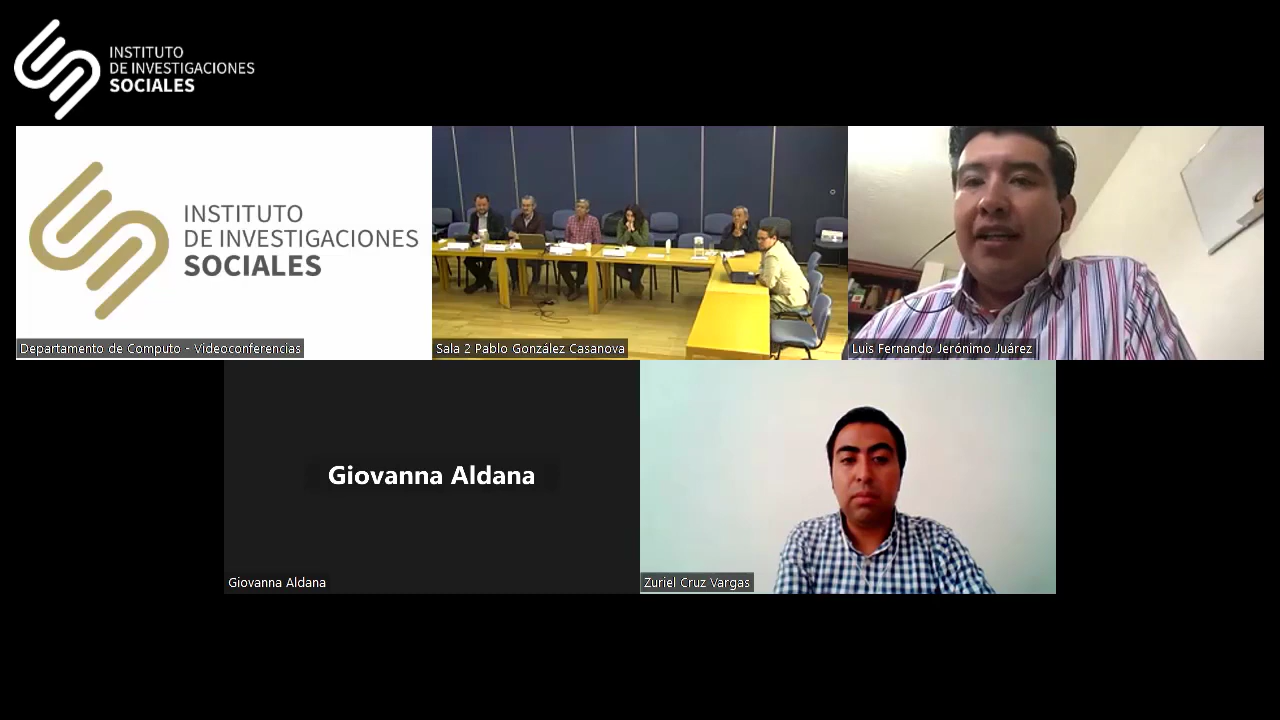 INSTITUTO
DE INVESTIGACIONES
SOCIALES
INSTITUTO
DE INVESTIGACIONES
SOCIALES
Departamento de Computo - Videoconferencias
Sala 2 Pablo González Casanova
Luis Fernando Jerónimo Juárez
Giovanna Aldana
Giovanna Aldana
Zuriel Cruz Vargas